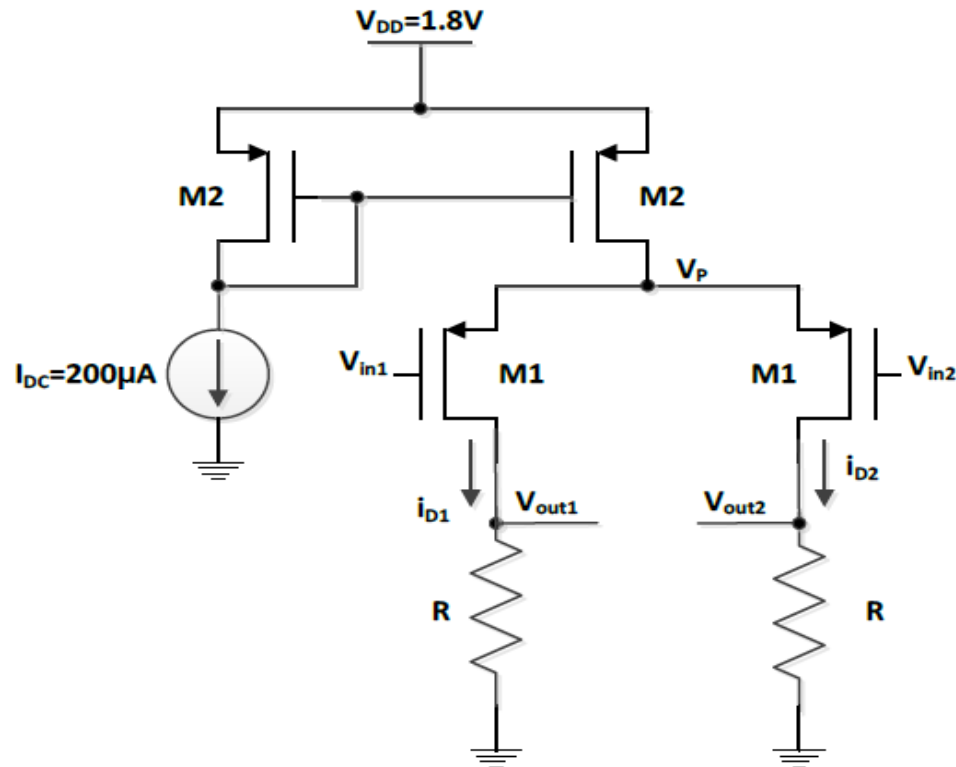 VDD=1.8V
M2
M2
VP
IDC=200µA
Vin1
M1
M1
Vin2
iD1
Vout1
Vout2
iD2
R
R